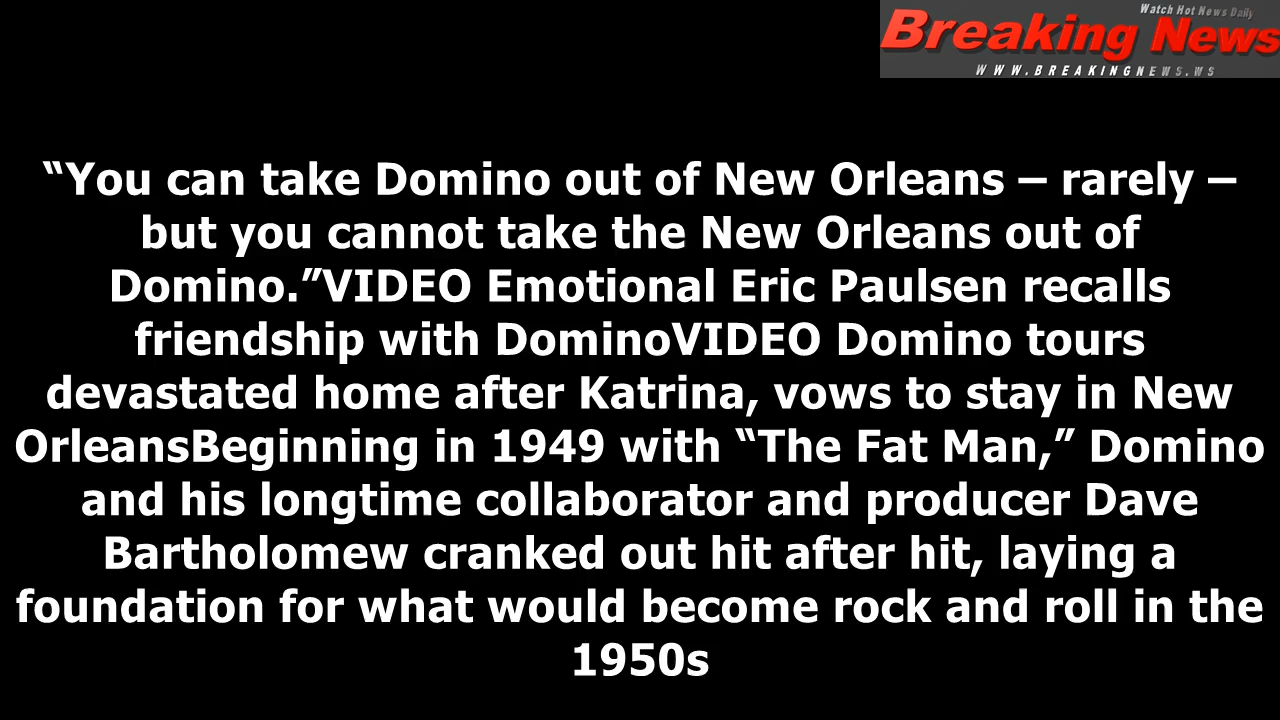 Watch Hot News Daily
Breaking News
WWW.BREAKINGNEWS.WS
“You can take Domino out of New Orleans – rarely –
but you cannot take the New Orleans out of
Domino.”VIDEO Emotional Eric Paulsen recalls
friendship with DominoVIDEO Domino tours
devastated home after Katrina, vows to stay in New
OrleansBeginning in 1949 with “The Fat Man,” Domino
and his longtime collaborator and producer Dave
Bartholomew cranked out hit after hit, laying a
foundation for what would become rock and roll in the
1950s